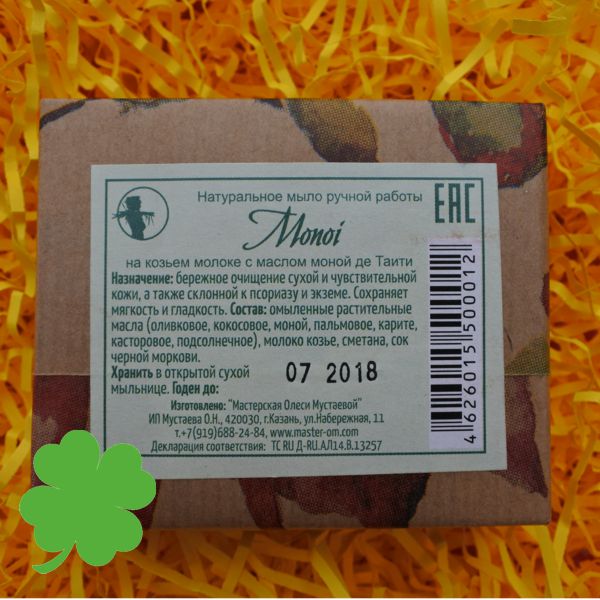 Натуральное мыло ручной работы
Monoi
EAC
на козьем молоке с маслом моной де Таити
Назначение: бережное очищение сухой и чувствительной
кожи, а также склонной к псориазу и экземе. Сохраняет
мягкость и гладкость. Состав: омыленные растительные
масла (оливковое, кокосовое, моной, пальмовое, карите,
касторовое, подсолнечное), молоко козье, сметана, сок
черной моркови.
Хранить в открытой сухой
мыльнице. Годен до:
07 2018
Изготовлено: "Мастерская Олеси Мустаевой"
ИП Мустаева О.Н., 420030, г.Казань, ул.Набережная, 11
т.+7(919)688-24-84, www.master-om.com
Декларация соответствия: ТС RU Д-RU.АЛ14.В.13257
4 626015 500012